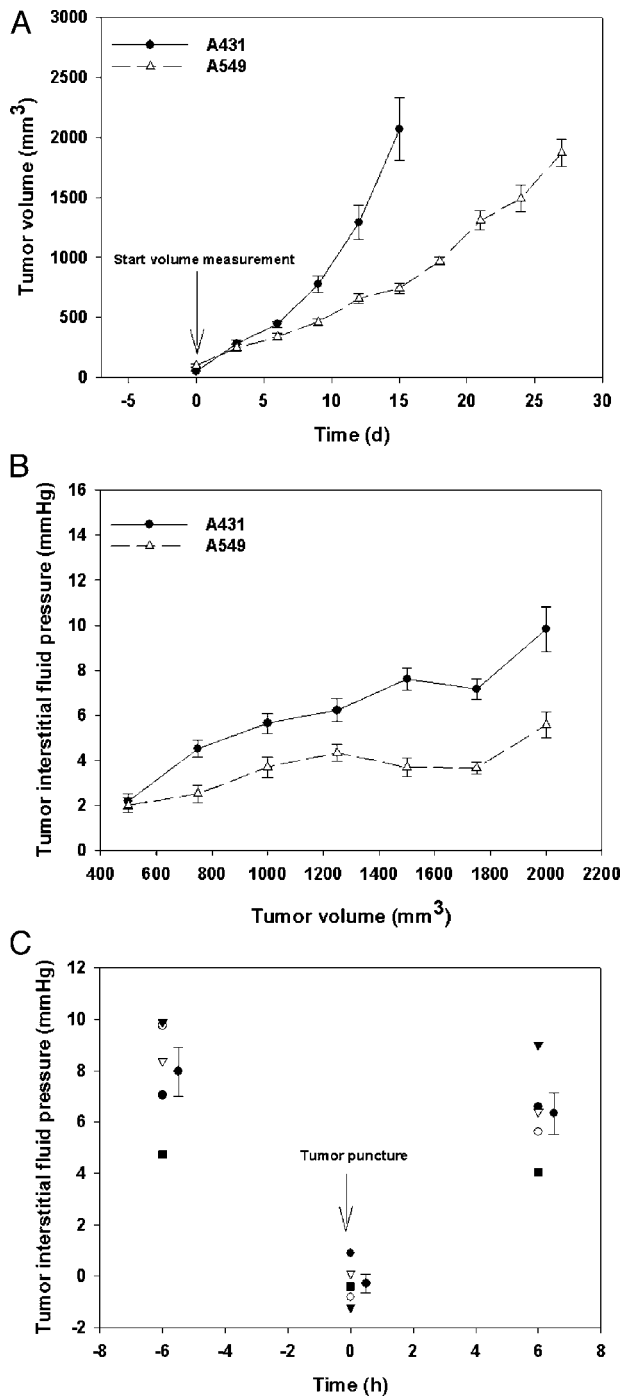 A
3000
2500
2000
1500
1000
500
0
Tumor volume (mm3)
A431
A549
Start volume measurement
-5 0 5 10 15 20 25 30
Time (d)
B
16
14
12
10
8
6
4
2
0
Tumor interstitial fluid pressure (mmHg)
A431
A549
400 600 800 1000 1200 1400 1600 1800 2000 2200
Tumor volume (mm3)
C
12
10
8
6
4
2
0
-2
Tumor interstitial fluid pressure (mmHg)
Tumor puncture
-8 -6 -4 -2 0 2 4 6 8
Time (h)